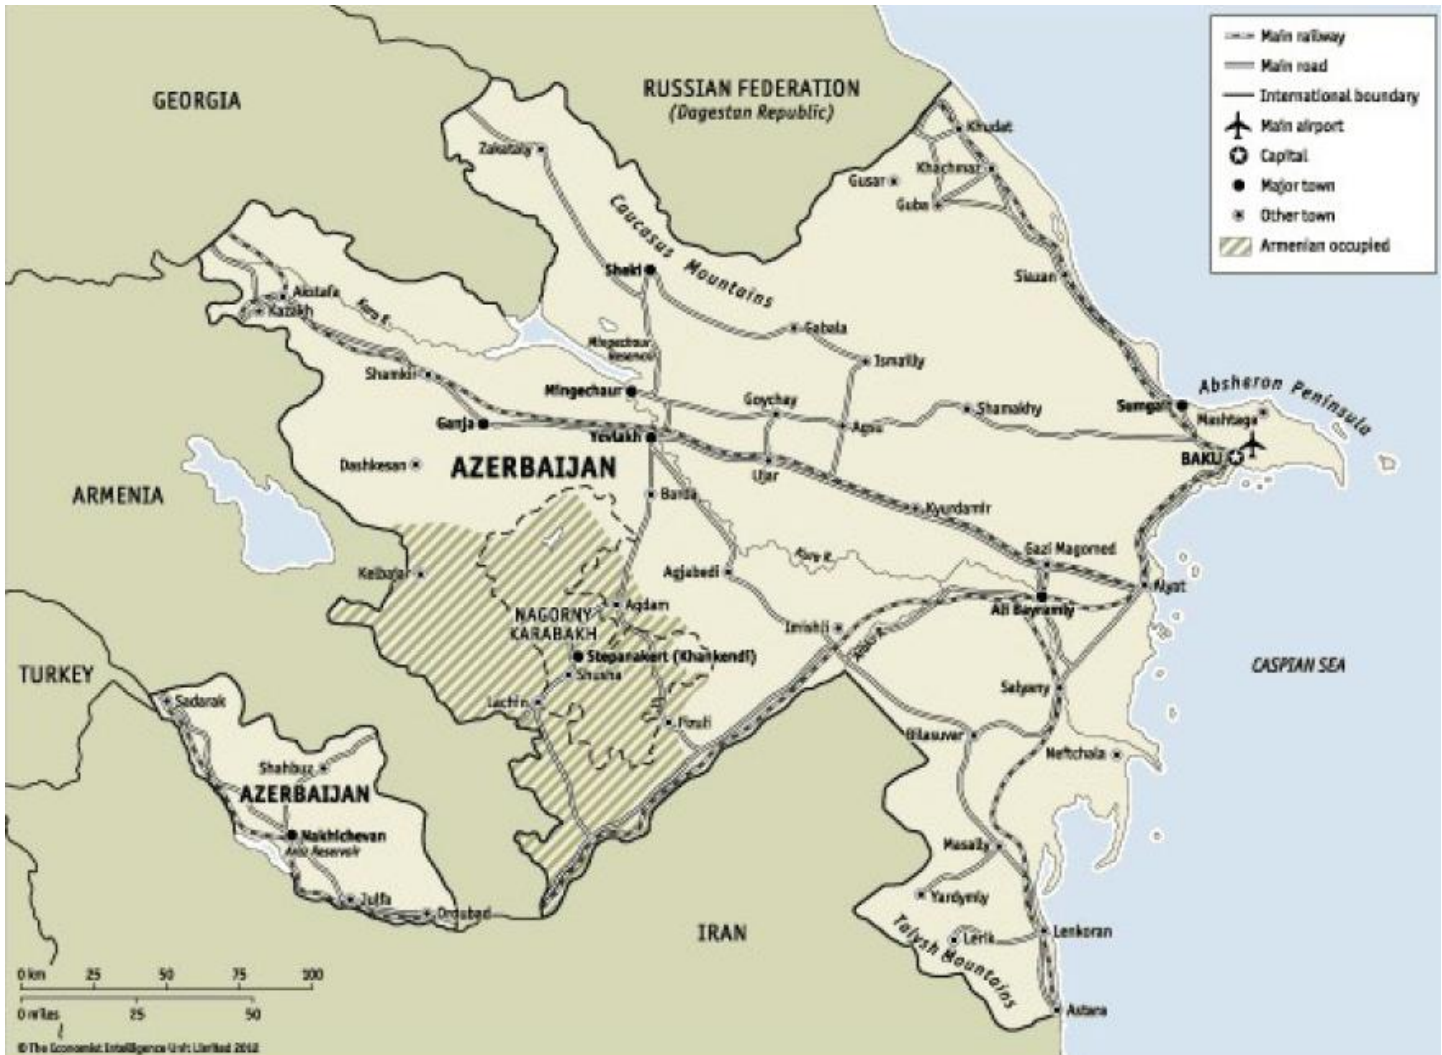 GEORGIA
RUSSIAN FEDERATION
(Dagestan Republic)
Main railway
Main road
International boundary
Main airport
Capital
Major town
Other town
Armenian occupied
Zakataly
Khudat
Khachmaz
Gusar
Guba
Caucasus Mountains
Sheki
Siazan
Akstafa
Kazakh
Kura R.
Gabala
Mingechaur
Ismailly
Shamkir
Mingechaur
Goychay
Shamakhy
Sumgait
Absheron Peninsula
Mashtaga
Ganja
Yevlakh
Agsu
BAKU
Dashkesan
AZERBAIJAN
Ujar
ARMENIA
Barda
Kyurdamir
Kura R.
Gazi Magomed
Kelbajar
Agjabedi
Alyat
Ali Bayramly
NAGORNY
KARABAKH
Agdam
Imishli
Stepanakert (Khankendi)
Shusha
CASPIAN SEA
TURKEY
Sadarak
Lachin
Salyany
Fizuli
Bilasuvar
Neftchala
Shahbuz
AZERBAIJAN
Nakhichevan
Reservoir
Masally
Yardymly
Julfa
Ordubad
IRAN
Talysh Mountains
Lerik
Lenkoran
Astara
0 km 25 50 75 100
0 miles 25 50
© The Economist Intelligence Unit Limited 2012